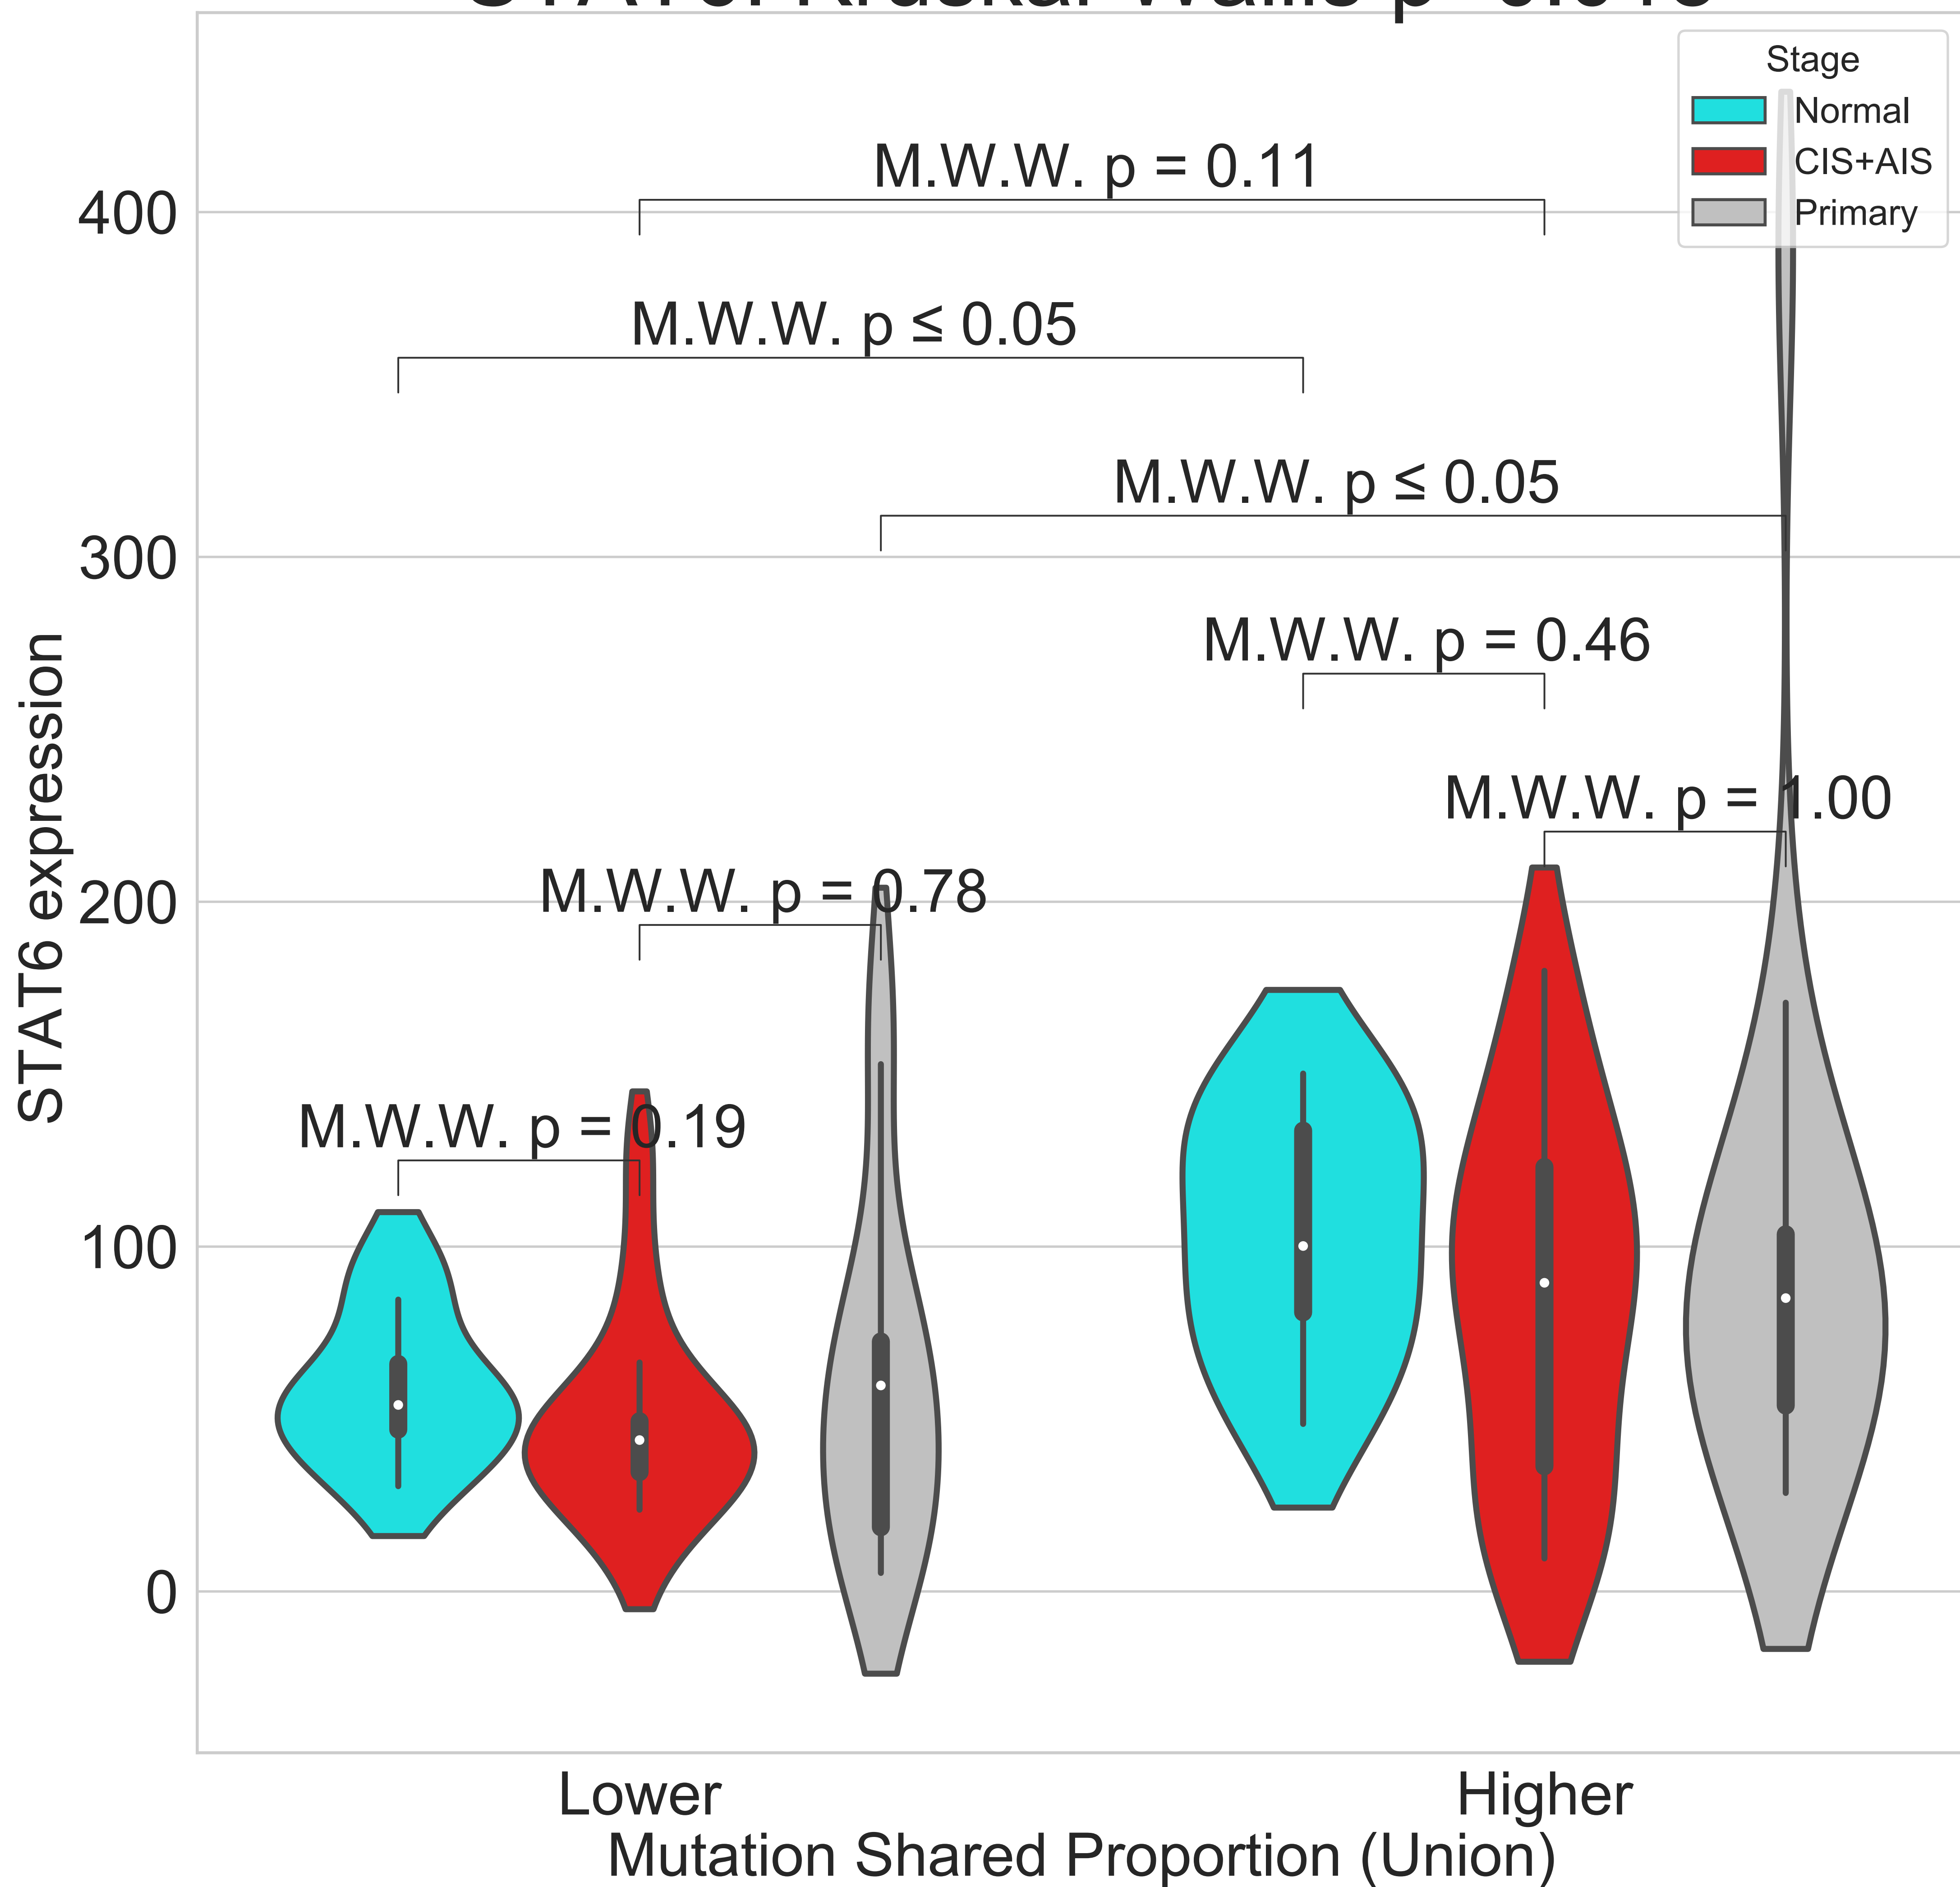 Stage
Normal
CIS+AIS
Primary
M.W.W. p = 0.11
M.W.W. p ≤ 0.05
M.W.W. p ≤ 0.05
M.W.W. p = 0.46
M.W.W. p = 1.00
M.W.W. p = 0.78
M.W.W. p = 0.19
400
300
200
100
0
STAT6 expression
Lower
Higher
Mutation Shared Proportion (Union)